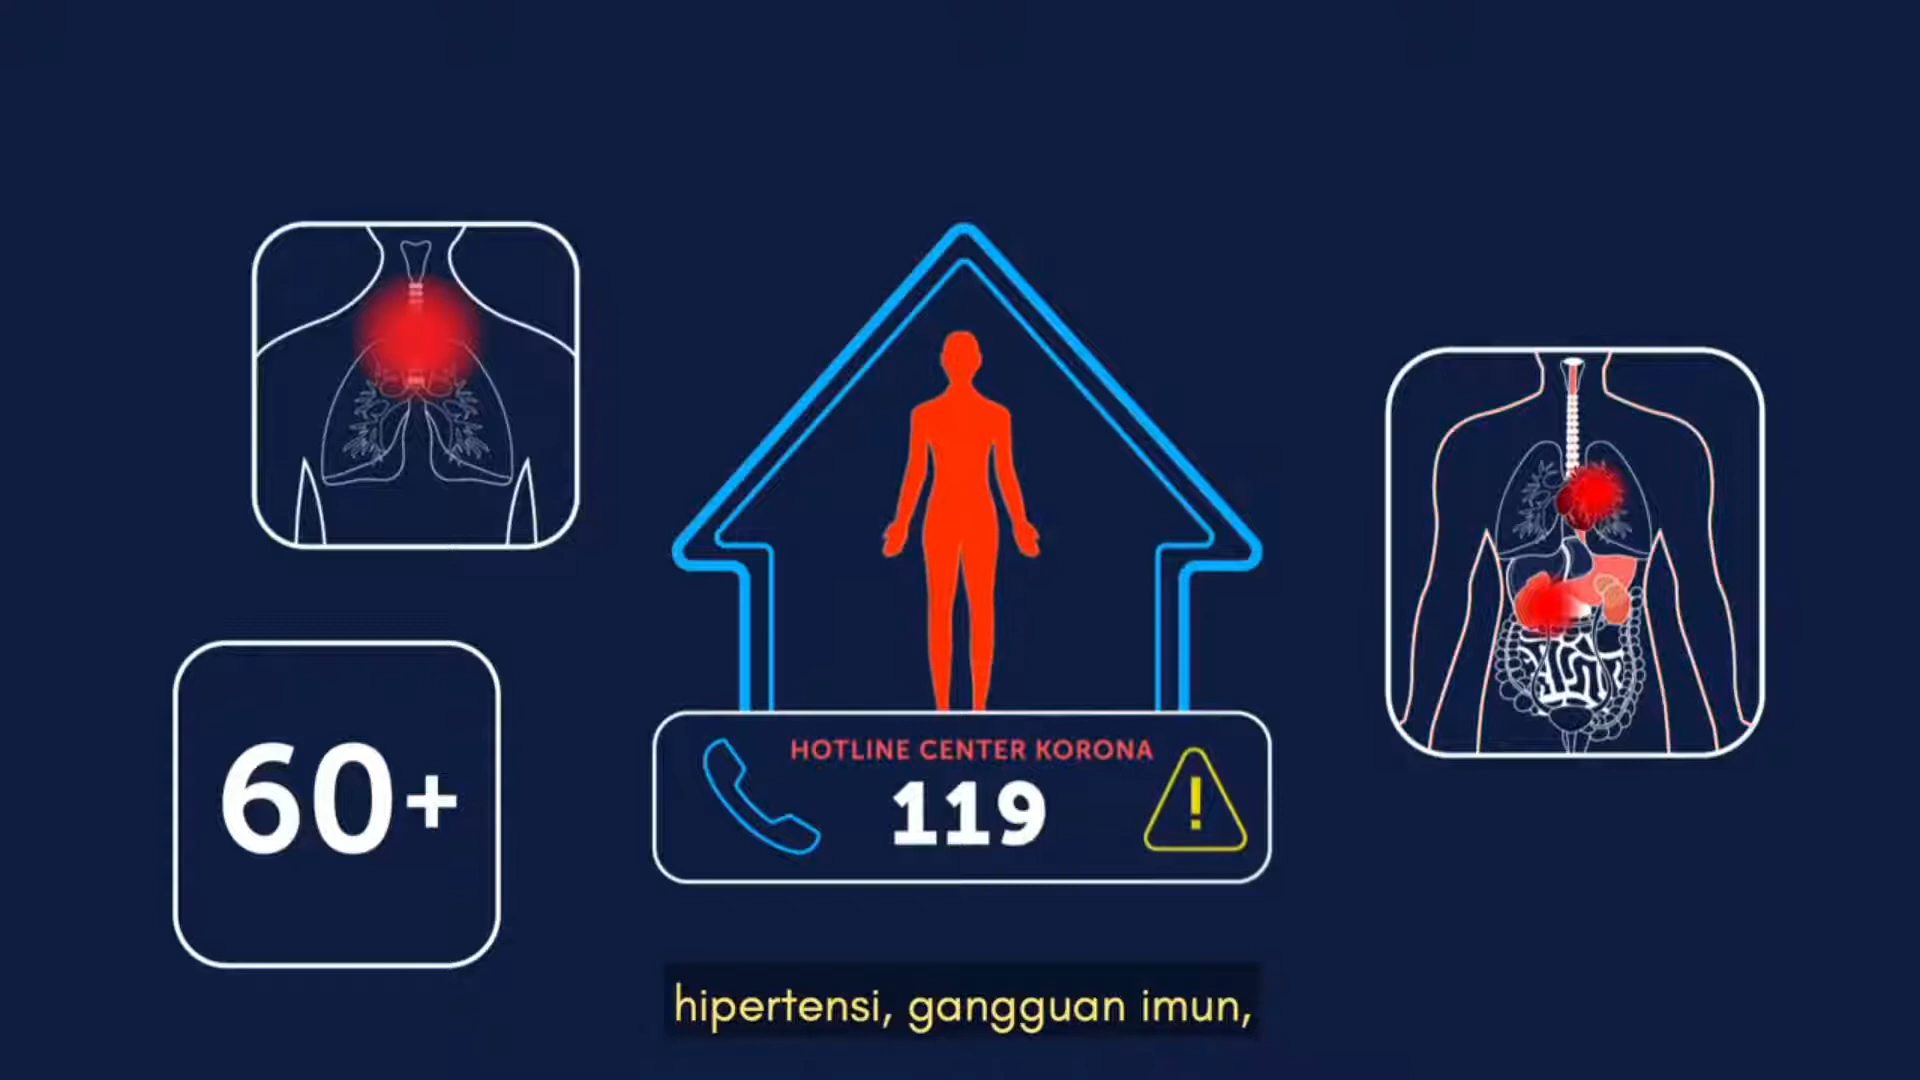 HOTLINE CENTER KORONA
119
!
60+
hipertensi, gangguan imun,